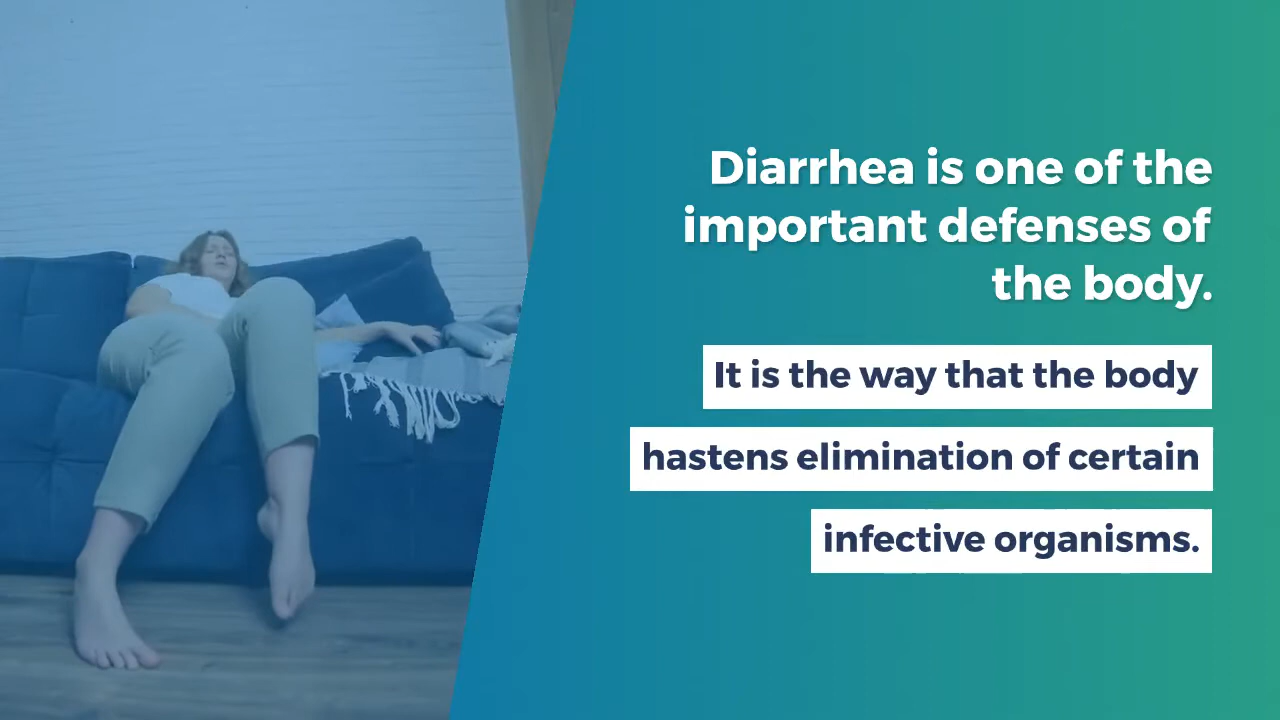 Diarrhea is one of the
important defenses of
the body.
It is the way that the body
hastens elimination of certain
infective organisms.